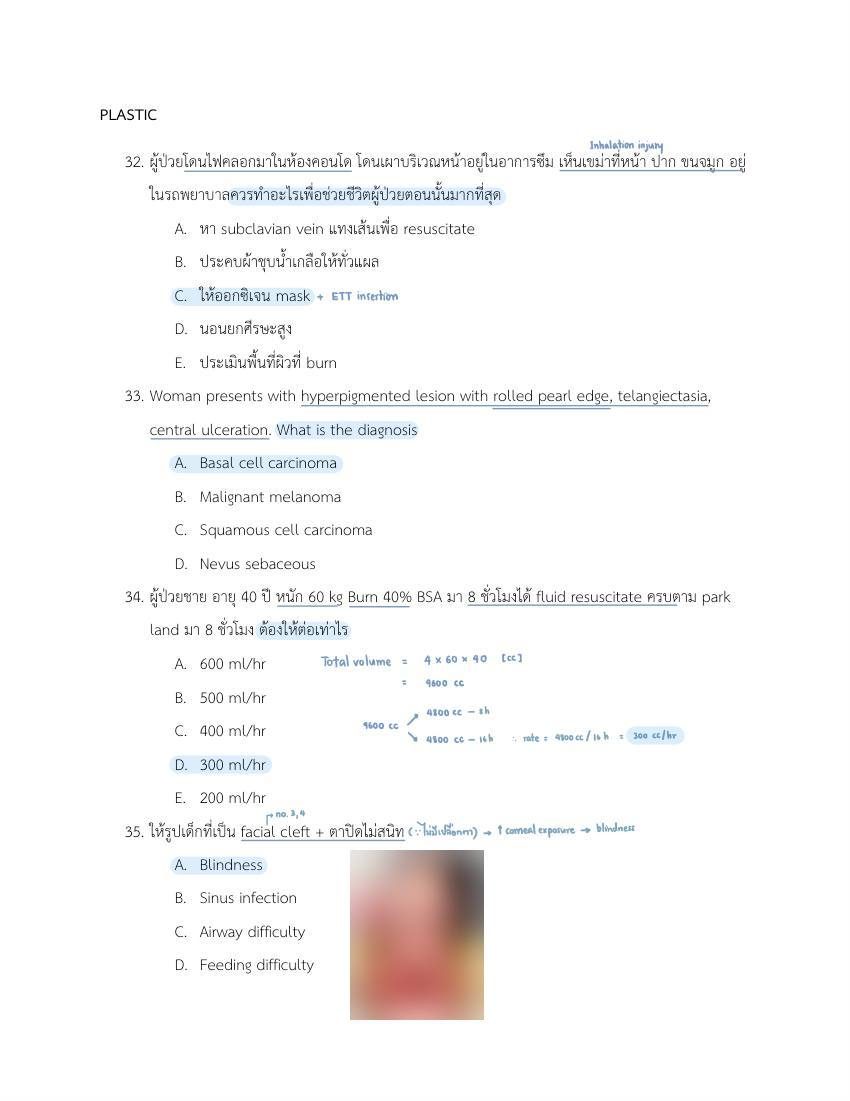 PLASTIC
Inhalation injury
32. ผู้ป่วยโดนไฟคลอกมาในห้องคอนโด โดนเผาบริเวณหน้าอยู่ในอาการซึม เห็นเขม่าที่หน้า ปาก ขนจมูก อยู่
ในรถพยาบาลควรทำอะไรเพื่อช่วยชีวิตผู้ป่วยตอนนั้นมากที่สุด
A. หา subclavian vein แทงเส้นเพื่อ resuscitate
B. ประคบผ้าชุบน้ำเกลือให้ทั่วแผล
C. ให้ออกซิเจน mask + ETT insertion
D. นอนยกศีรษะสูง
E. ประเมินพื้นที่ผิวที่ burn
33. Woman presents with hyperpigmented lesion with rolled pearl edge, telangiectasia,
central ulceration. What is the diagnosis
A. Basal cell carcinoma
B. Malignant melanoma
C. Squamous cell carcinoma
D. Nevus sebaceous
34. ผู้ป่วยชาย อายุ 40 ปี หนัก 60 kg Burn 40% BSA มา 8 ชั่วโมงได้ fluid resuscitate ครบตาม park
land มา 8 ชั่วโมง ต้องให้ต่อเท่าไร
A. 600 ml/hr Total volume = 4 x 60 x 40 [cc]
= 9600 cc
B. 500 ml/hr
4800 cc – 8h
C. 400 ml/hr 9600 cc
4800 cc – 16h ∴ rate = 4800 cc / 16 h = 300 cc/hr
D. 300 ml/hr
E. 200 ml/hr
no. 3, 4
35. ให้รูปเด็กที่เป็น facial cleft + ตาปิดไม่สนิท (∵ ไม่มีเปลือกตา) → ↑ corneal exposure → blindness
A. Blindness
B. Sinus infection
C. Airway difficulty
D. Feeding difficulty